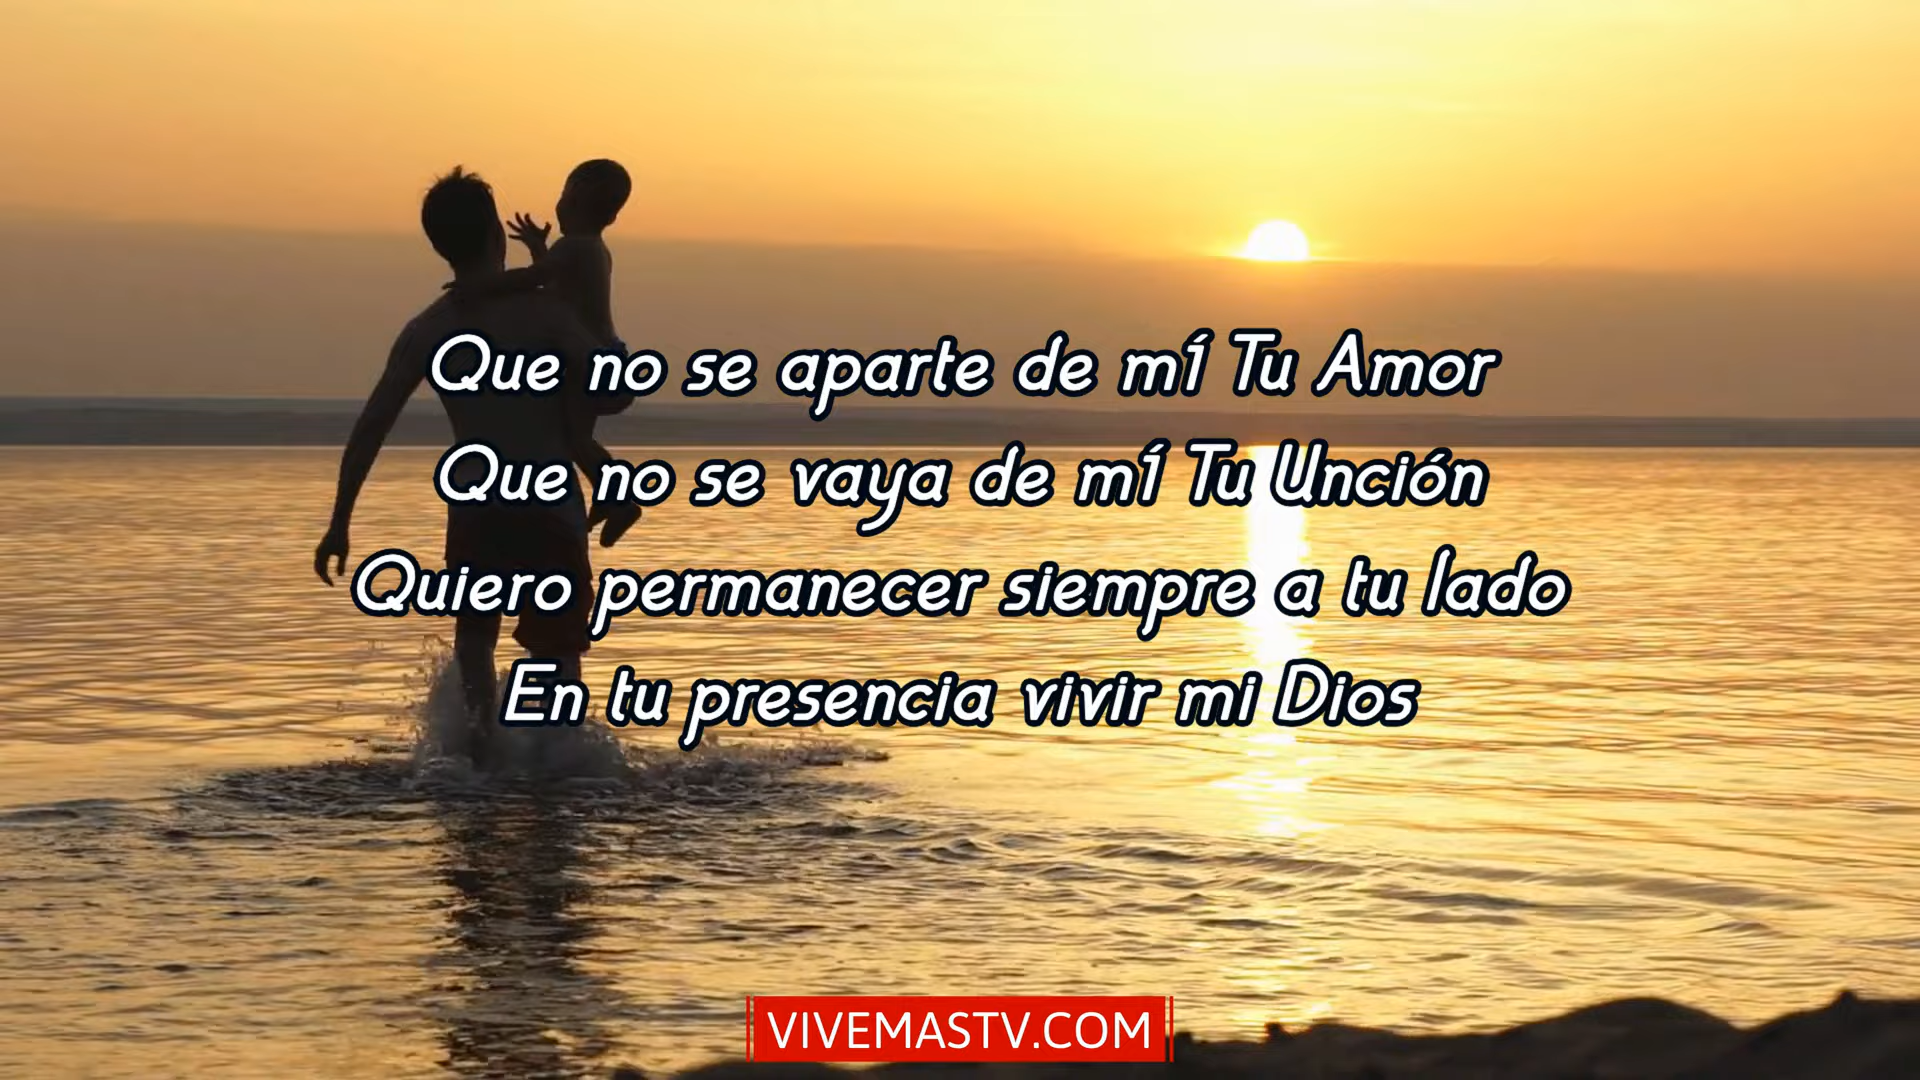 Que no se aparte de mí Tu Amor
Que no se vaya de mí Tu Unción
Quiero permanecer siempre a tu lado
En tu presencia vivir mi Dios
VIVEMASTV.COM